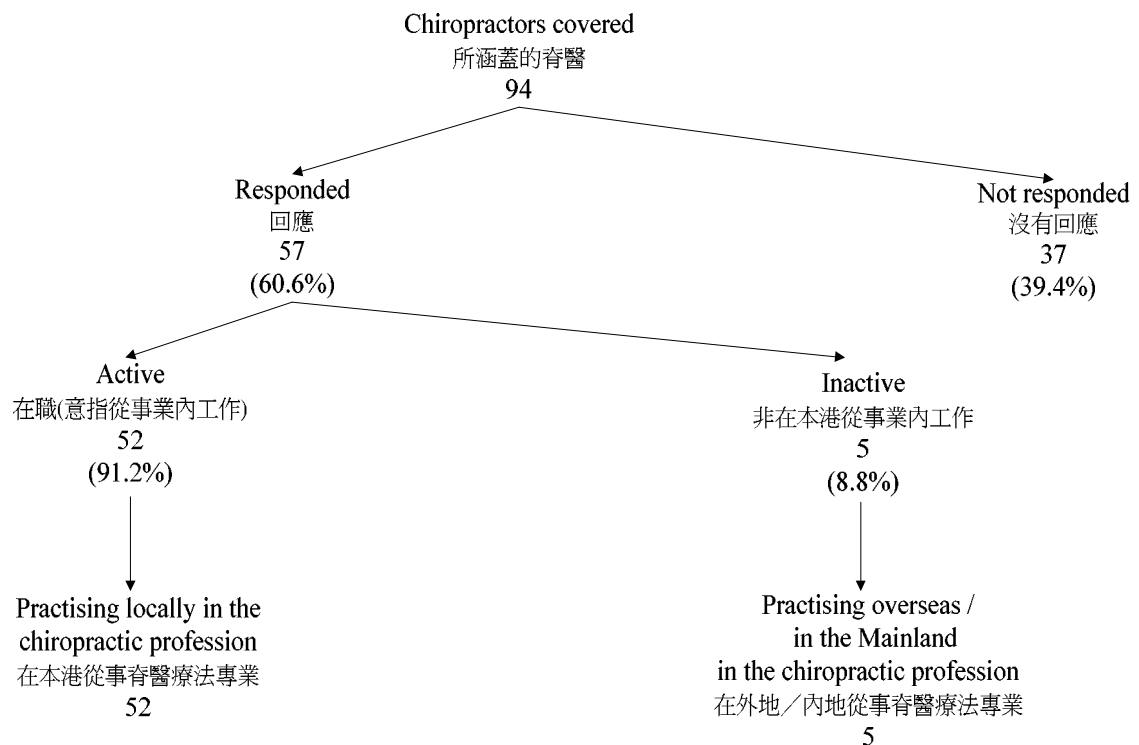 Chiropractors covered
所涵蓋的脊醫
94
Responded
回應
57
(60.6%)
Not responded
沒有回應
37
(39.4%)
Active
在職(意指從事業內工作)
52
(91.2%)
Inactive
非在本港從事業內工作
5
(8.8%)
Practising locally in the
chiropractic profession
在本港從事脊醫療法專業
52
Practising overseas /
in the Mainland
in the chiropractic profession
在外地／內地從事脊醫療法專業
5